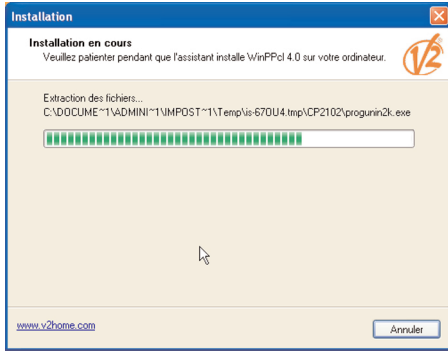 Installation
Installation en cours
Veuillez patienter pendant que l'assistant installe WinPPcl 4.0 sur votre ordinateur.
V2
Extraction des fichiers...
C:\DOCUME~1\ADMINI~1\IMPOST~1\Temp\is-67OU4.tmp\CP2102\progunin2k.exe
www.v2home.com
Annuler